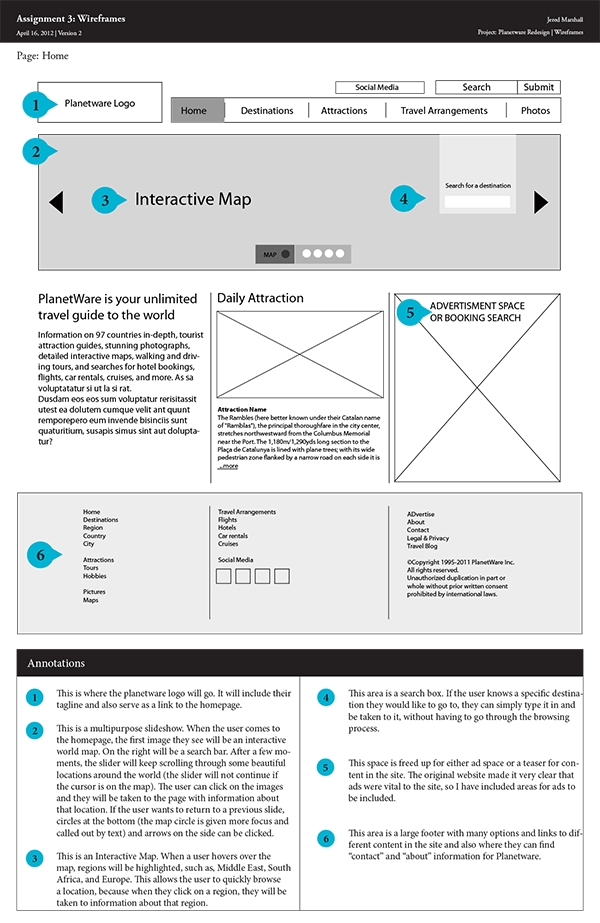 Assignment 3: Wireframes
Jered Marshall
April 16, 2012 | Version 2
Project: Planetware Redesign | Wireframes
Page: Home
Social Media
Search
Submit
1
Planetware Logo
Home
Destinations
Attractions
Travel Arrangements
Photos
2
3
Interactive Map
4
Search for a destination
MAP
PlanetWare is your unlimited
travel guide to the world
Information on 97 countries in-depth, tourist
attraction guides, stunning photographs,
detailed interactive maps, walking and driv-
ing tours, and searches for hotel bookings,
flights, car rentals, cruises, and more. As sa
voluptatatur si ut la si rat.
Dusdam eos eos sum voluptatur rerisitassit
utest ea dolutem cumque velit ant quunt
remporepero eum invende bisinciis sunt
quaturitium, susapis simus sint aut dolupta-
tur?
Daily Attraction
Attraction Name
The Rambles (here better known under their Catalan name
of "Ramblas"), the principal thoroughfare in the city center,
stretches northwestward from the Columbus Memorial
near the Port. The 1,180m/1,290yds long section to the
Plaça de Catalunya is lined with plane trees; with its wide
pedestrian zone flanked by a narrow road on each side it is
...more
5
ADVERTISMENT SPACE
OR BOOKING SEARCH
6
Home
Destinations
Region
Country
City
Attractions
Tours
Hobbies
Pictures
Maps
Travel Arrangements
Flights
Hotels
Car rentals
Cruises
Social Media
ADvertise
About
Contact
Legal & Privacy
Travel Blog
©Copyright 1995-2011 PlanetWare Inc.
All rights reserved.
Unauthorized duplication in part or
whole without prior written consent
prohibited by international laws.
Annotations
1
This is where the planetware logo will go. It will include their
tagline and also serve as a link to the homepage.
2
This is a multipurpose slideshow. When the user comes to
the homepage, the first image they see will be an interactive
world map. On the right will be a search bar. After a few mo-
ments, the slider will keep scrolling through some beautiful
locations around the world (the slider will not continue if
the cursor is on the map). The user can click on the images
and they will be taken to the page with information about
that location. If the user wants to return to a previous slide,
circles at the bottom (the map circle is given more focus and
called out by text) and arrows on the side can be clicked.
3
This is an Interactive Map. When a user hovers over the
map, regions will be highlighted, such as, Middle East, South
Africa, and Europe. This allows the user to quickly browse
a location, because when they click on a region, they will be
taken to information about that region.
4
This area is a search box. If the user knows a specific destina-
tion they would like to go to, they can simply type it in and
be taken to it, without having to go through the browsing
process.
5
This space is freed up for either ad space or a teaser for con-
tent in the site. The original website made it very clear that
ads were vital to the site, so I have included areas for ads to
be included.
6
This area is a large footer with many options and links to dif-
ferent content in the site and also where they can find
“contact” and “about” information for Planetware.